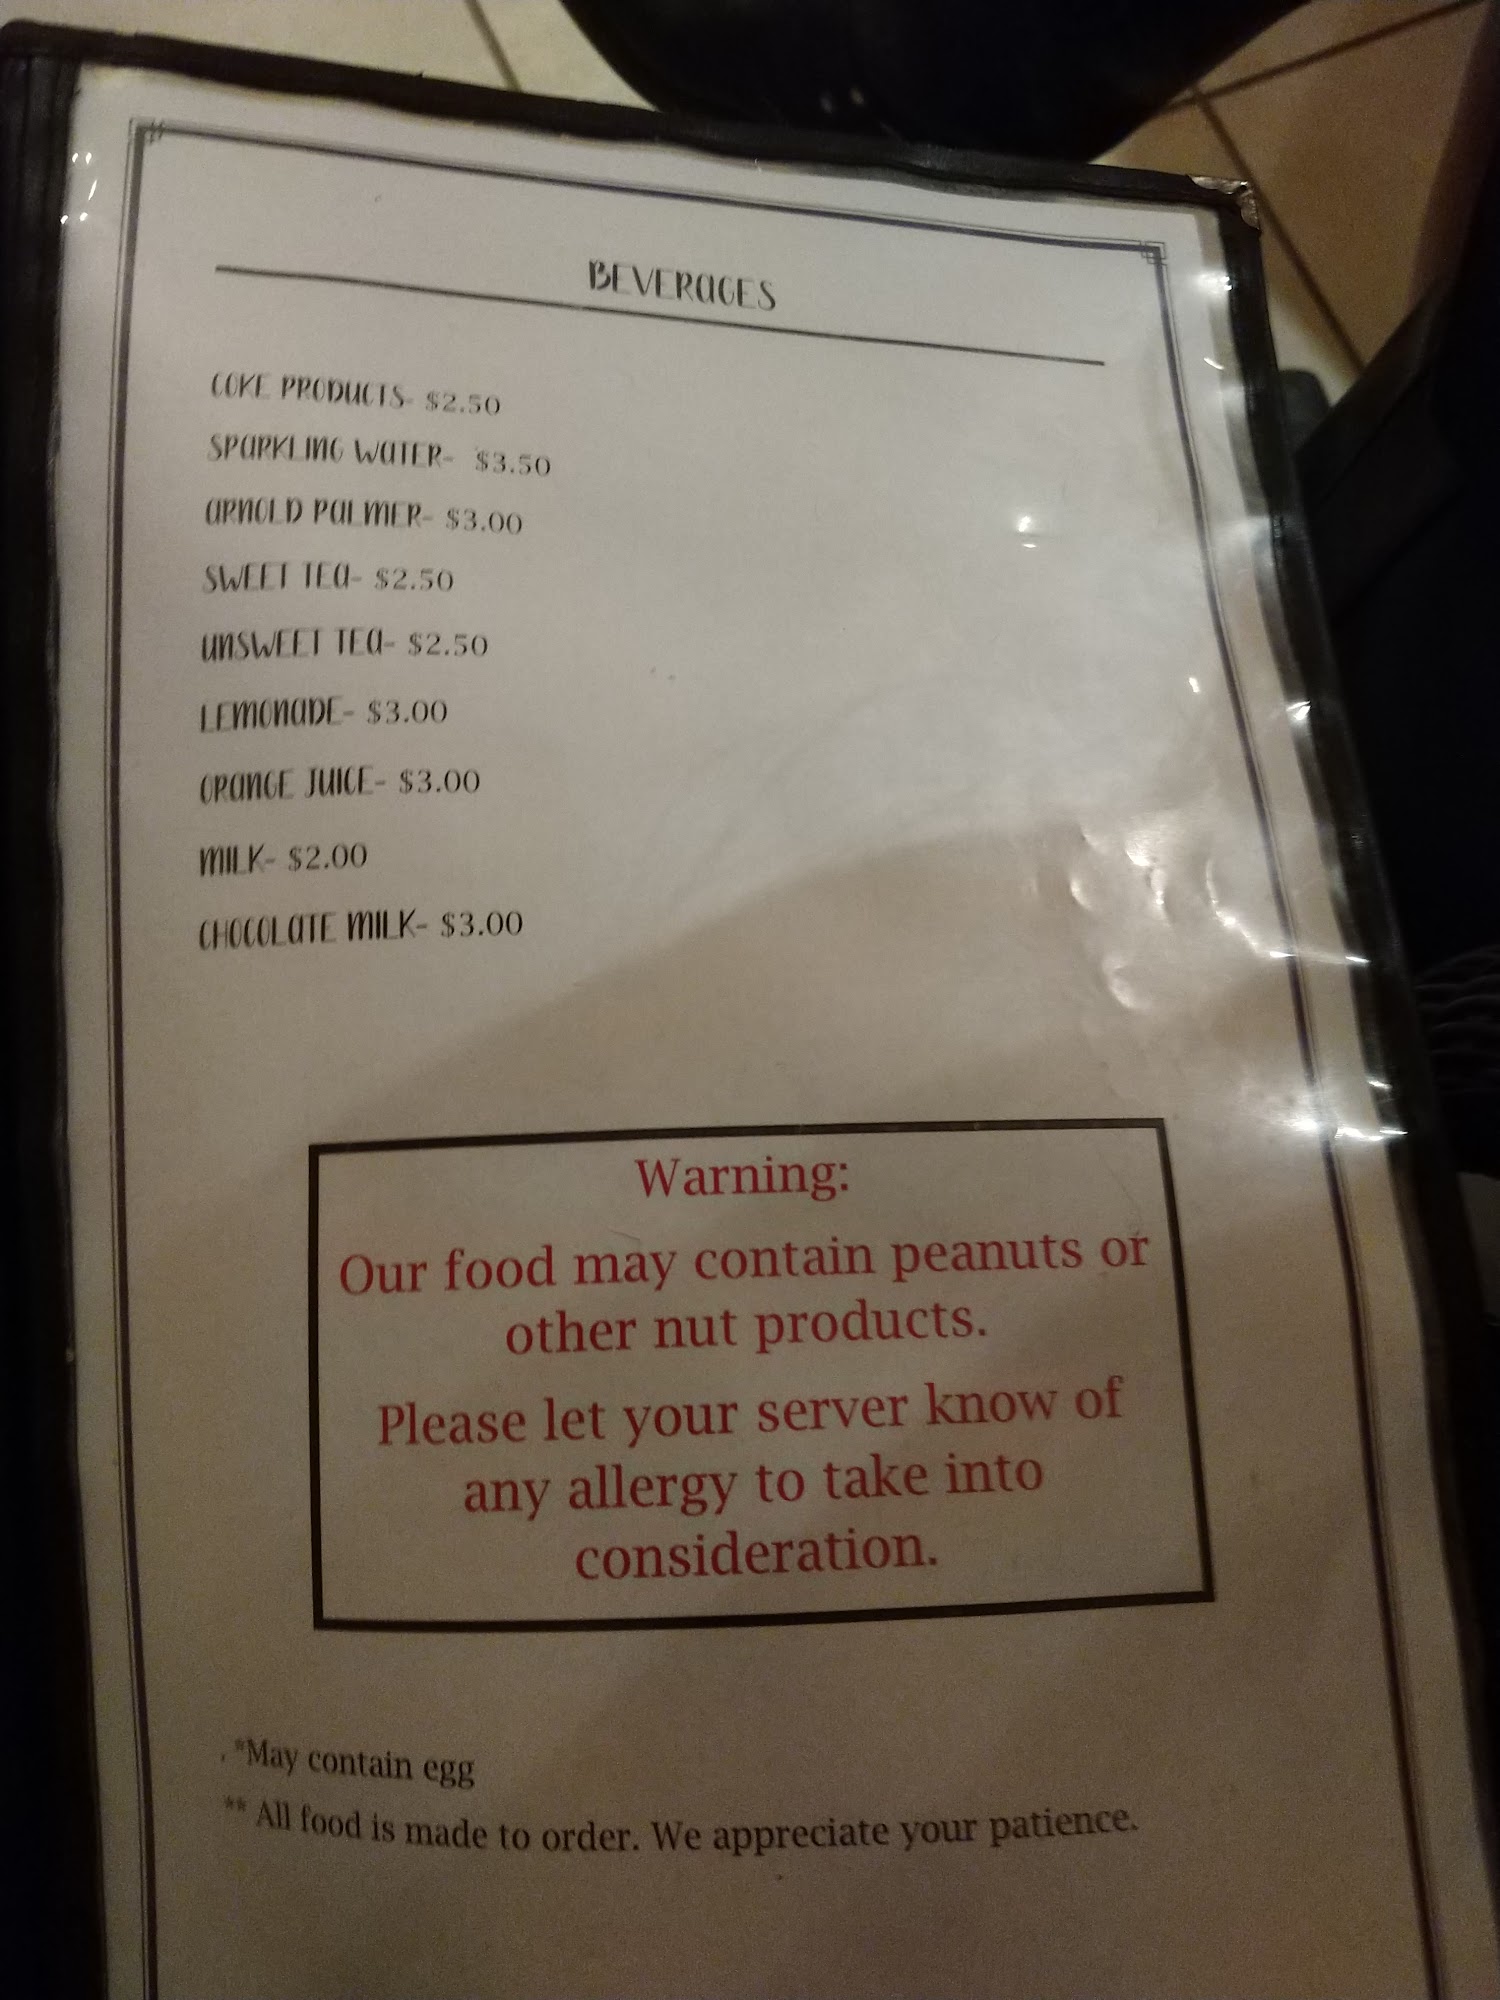 BEVERAGES
COKE PRODUCTS- $2.50
SPARKLING WATER- $3.50
ARNOLD PALMER- $3.00
SWEET TEA- $2.50
UNSWEET TEA- $2.50
LEMONADE- $3.00
ORANGE JUICE- $3.00
MILK- $2.00
CHOCOLATE MILK- $3.00
Warning:
Our food may contain peanuts or
other nut products.
Please let your server know of
any allergy to take into
consideration.
. *May contain egg
** All food is made to order. We appreciate your patience.